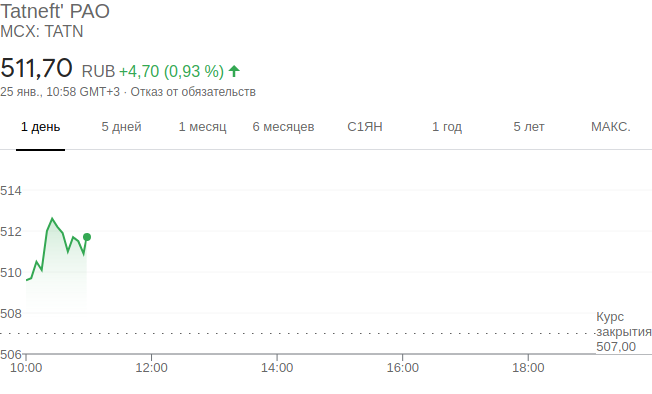 Tatneft' PAO
MCX: TATN
511,70 RUB +4,70 (0,93 %)
25 янв., 10:58 GMT+3 · Отказ от обязательств
1 день 5 дней 1 месяц 6 месяцев С1ЯН 1 год 5 лет МАКС.
514
512
510
508
Курс
закрытия
507,00
506
10:00 12:00 14:00 16:00 18:00